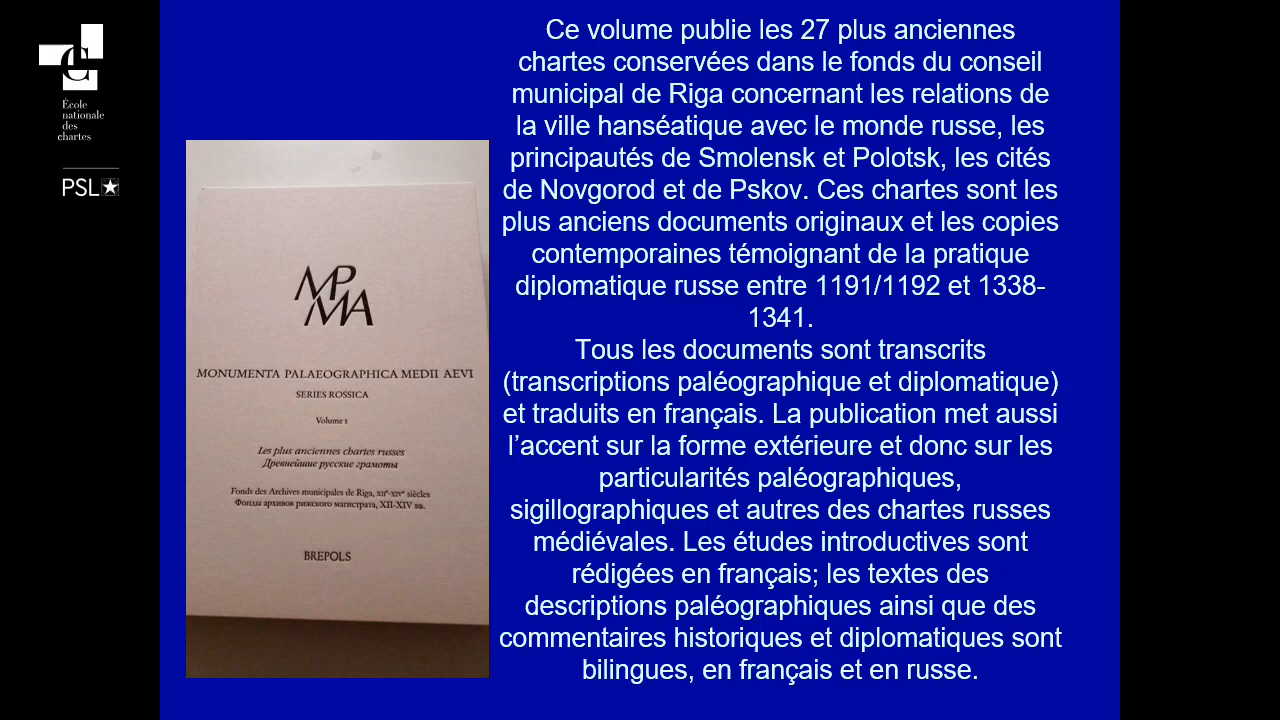 École
nationale
des
chartes
PSL
Ce volume publie les 27 plus anciennes
chartes conservées dans le fonds du conseil
municipal de Riga concernant les relations de
la ville hanséatique avec le monde russe, les
principautés de Smolensk et Polotsk, les cités
de Novgorod et de Pskov. Ces chartes sont les
plus anciens documents originaux et les copies
contemporaines témoignant de la pratique
diplomatique russe entre 1191/1192 et 1338-
1341.
Tous les documents sont transcrits
(transcriptions paléographique et diplomatique)
et traduits en français. La publication met aussi
l’accent sur la forme extérieure et donc sur les
particularités paléographiques,
sigillographiques et autres des chartes russes
médiévales. Les études introductives sont
rédigées en français; les textes des
descriptions paléographiques ainsi que des
commentaires historiques et diplomatiques sont
bilingues, en français et en russe.
MPMA
MONUMENTA PALAEOGRAPHICA MEDII AEVI
SERIES ROSSICA
Volume I
Les plus anciennes chartes russes
Древнейшие русские грамоты
Fonds des Archives municipales de Riga, XIIe-XIVe siècles
Фонды архивов рижского магистрата, XII-XIV вв.
BREPOLS